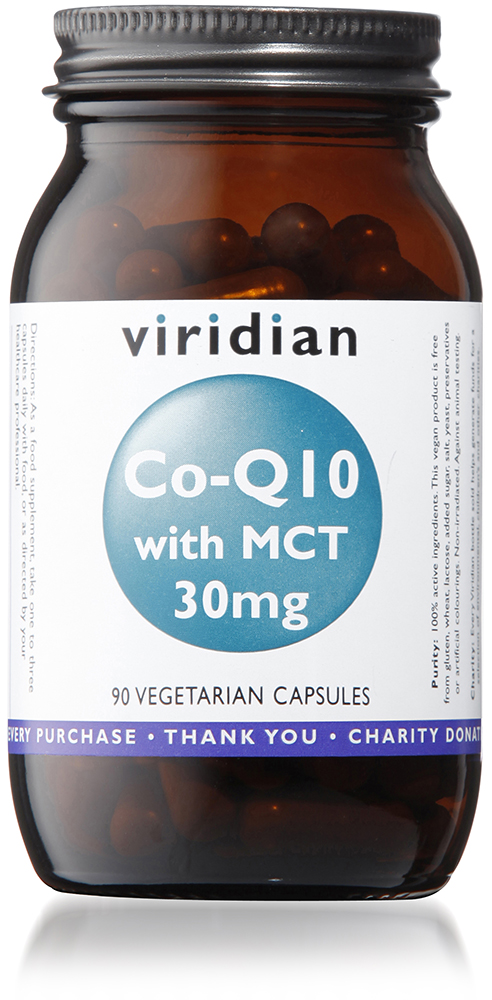 viridian
Co-Q10
with MCT
30mg
90 VEGETARIAN CAPSULES
EVERY PURCHASE • THANK YOU • CHARITY DONAT
Directions: As a food supplement, take one to three
capsules daily with food, or as directed by your
healthcare professional.
Purity: 100% active ingredients. This vegan product is free
from gluten, wheat, lactose, added sugar, salt, yeast, preservatives
or artificial colourings. Non-irradiated. Against animal testing.
Charity: Every Viridian bottle sold helps generate funds for a